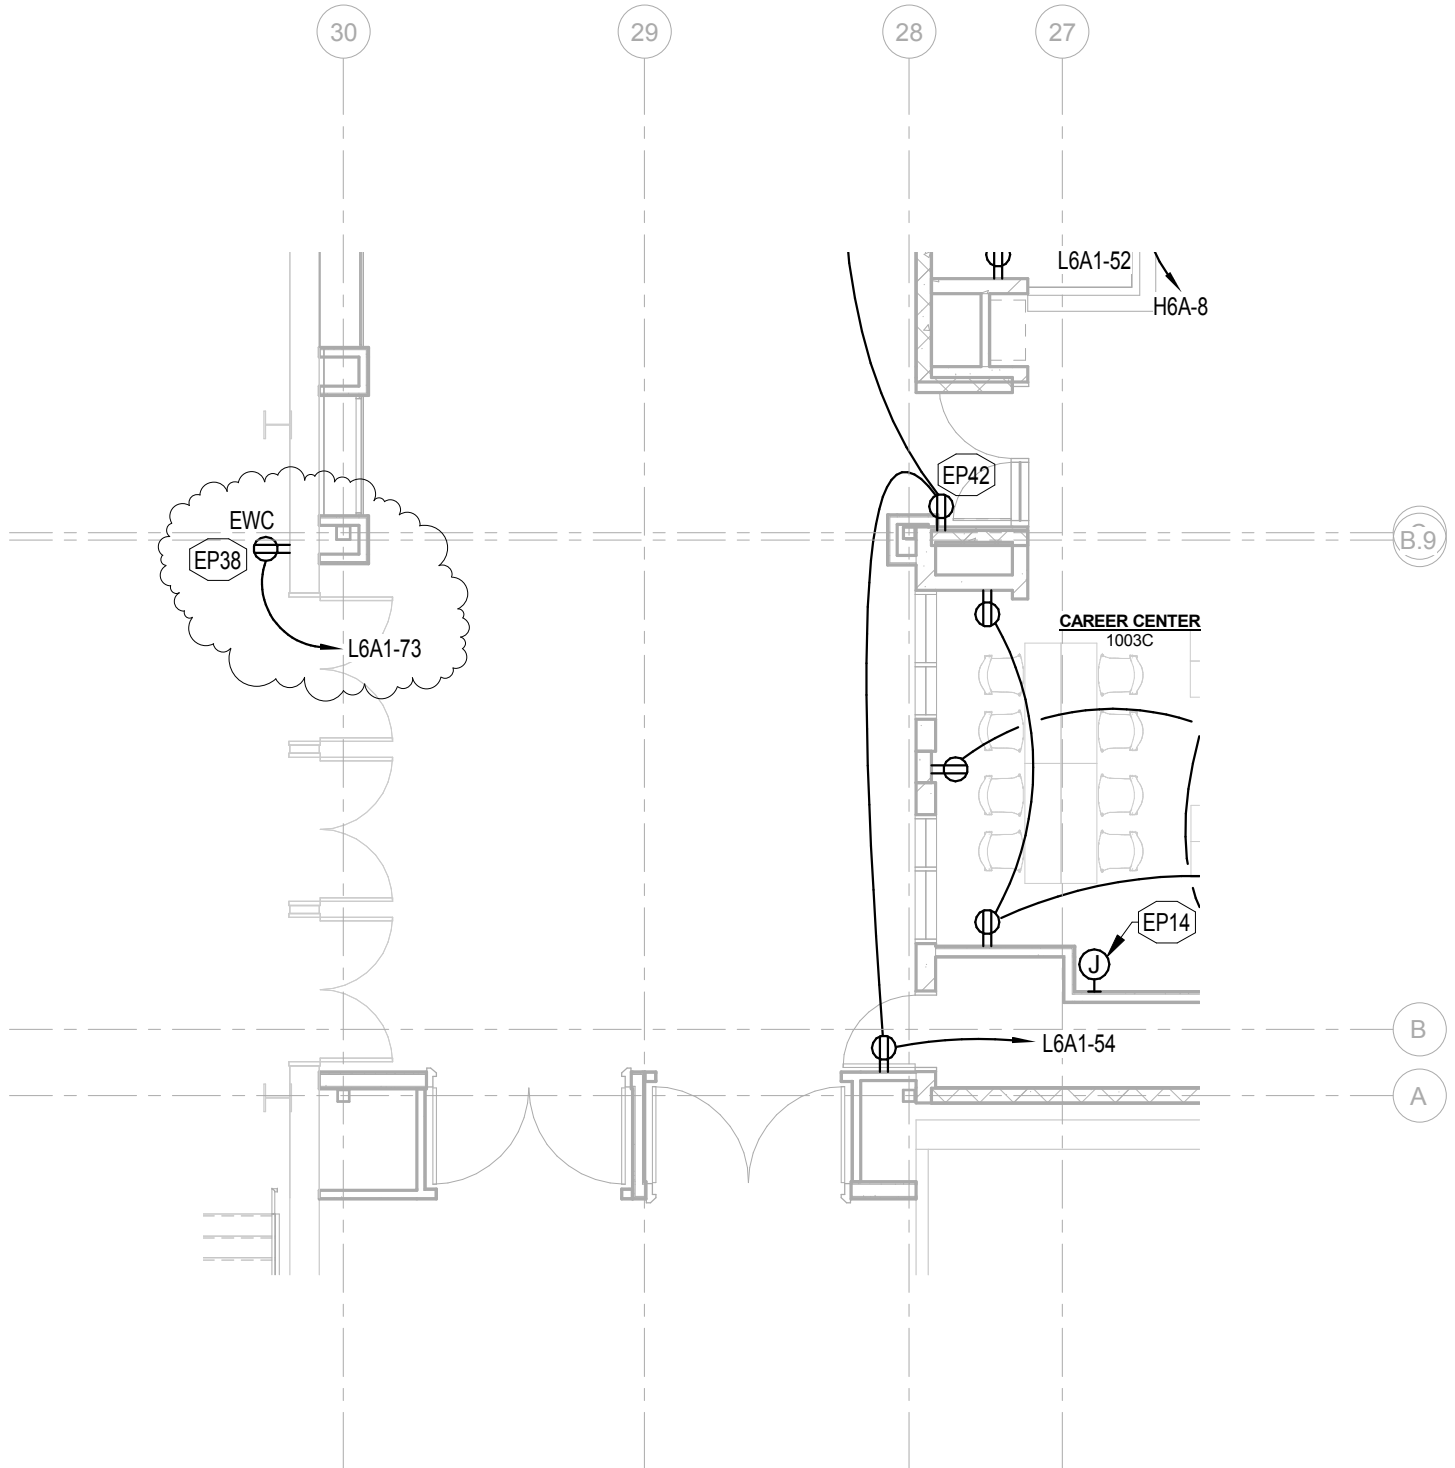 30
29
28
27
L6A1-52
H6A-8
EP42
EWC
EP38
B.9
CAREER CENTER
1003C
L6A1-73
EP14
J
B
L6A1-54
A